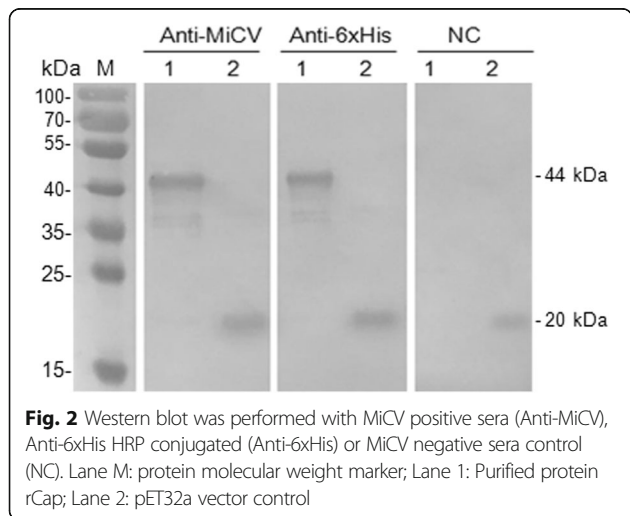 Anti-MiCV Anti-6xHis NC
kDa M 1 2 1 2 1 2
100-
70-
55-
40- -44 kDa
35-
25-
-20 kDa
15-
Fig. 2 Western blot was performed with MiCV positive sera (Anti-MiCV),
Anti-6xHis HRP conjugated (Anti-6xHis) or MiCV negative sera control
(NC). Lane M: protein molecular weight marker; Lane 1: Purified protein
rCap; Lane 2: pET32a vector control